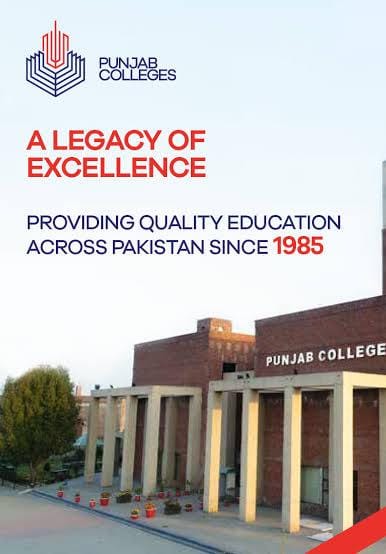 PUNJAB
COLLEGES
A LEGACY OF
EXCELLENCE
PROVIDING QUALITY EDUCATION
ACROSS PAKISTAN SINCE 1985
PUNJAB COLLEGE